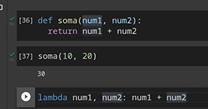 [36] def soma(num1, num2):
return num1 + num2
[37] soma(10, 20)
30
lambda num1, num2: num1 + num2